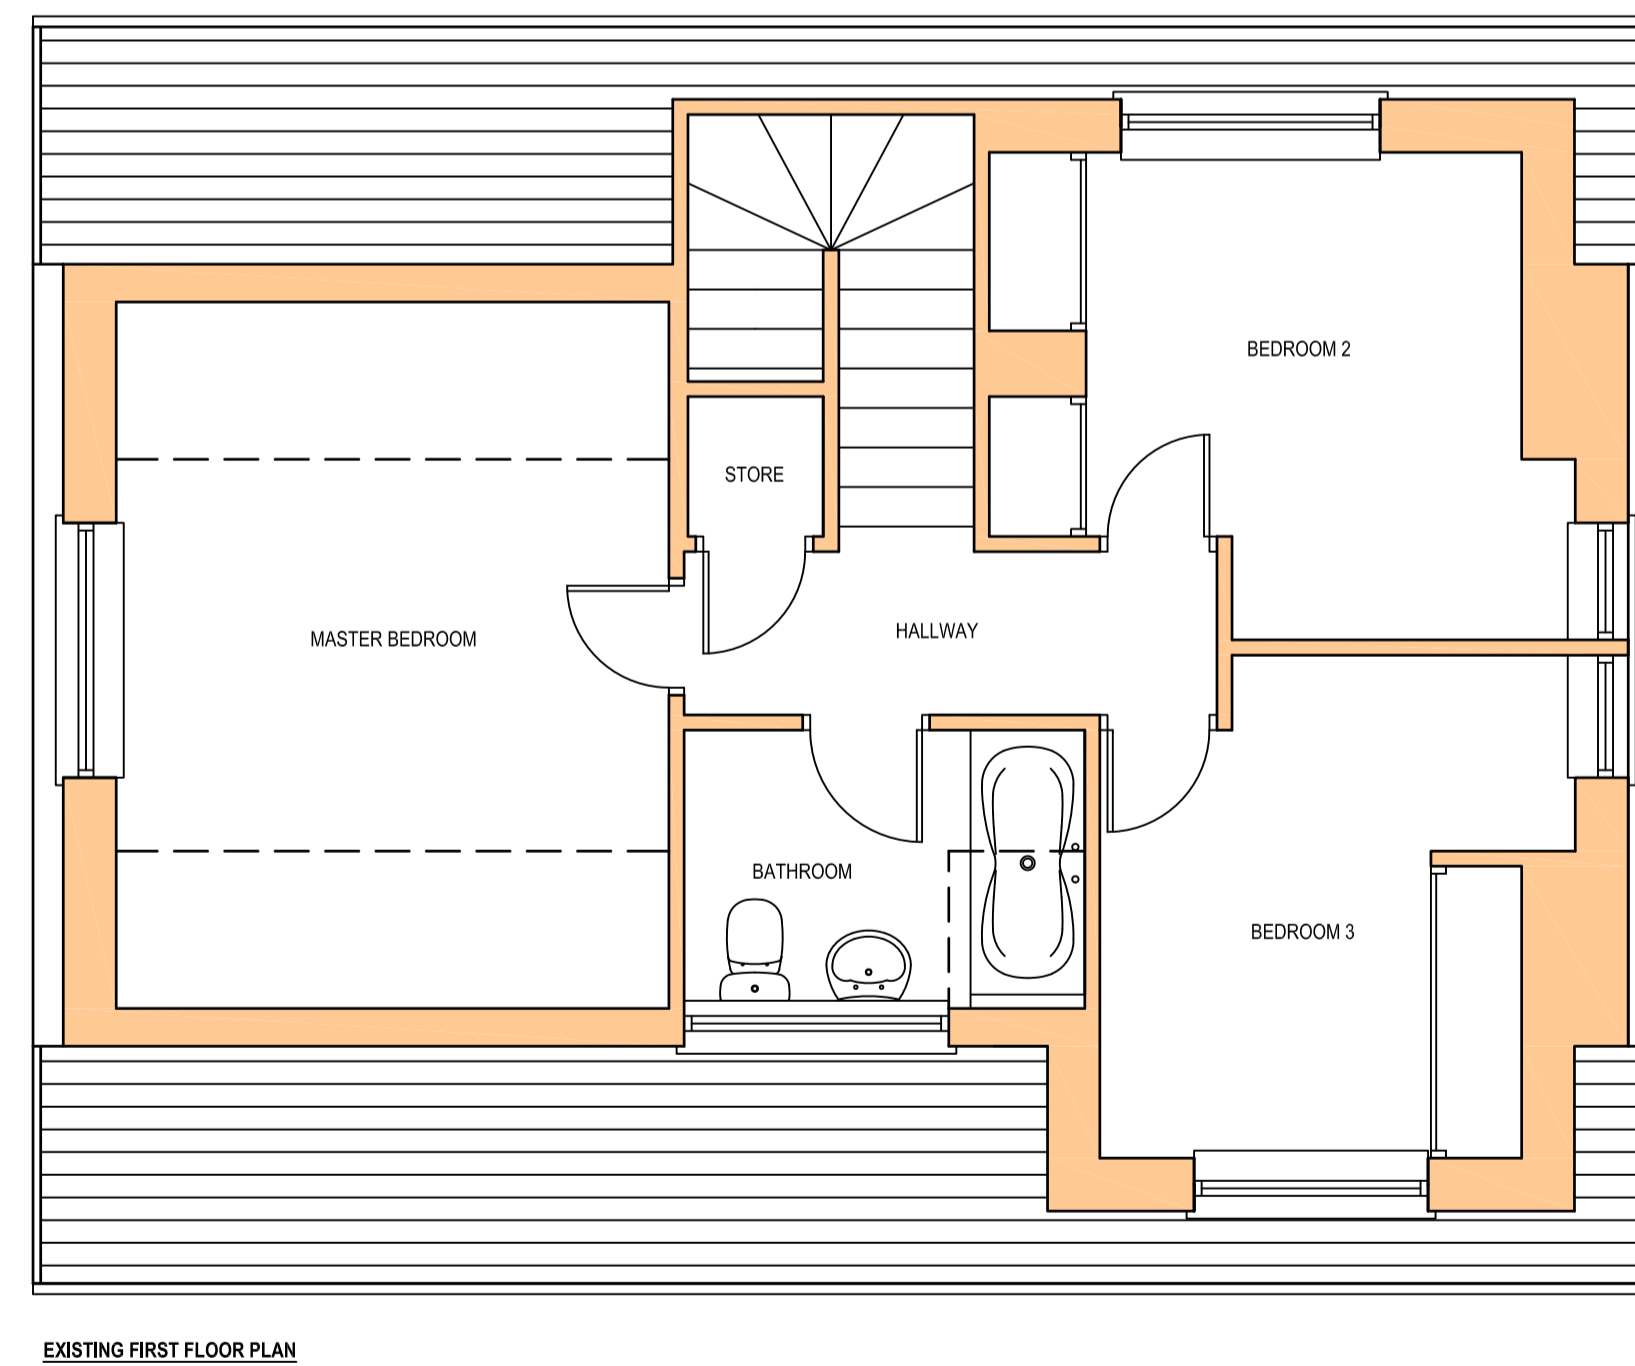 BEDROOM 2
STORE
MASTER BEDROOM
HALLWAY
BATHROOM
BEDROOM 3
EXISTING FIRST FLOOR PLAN